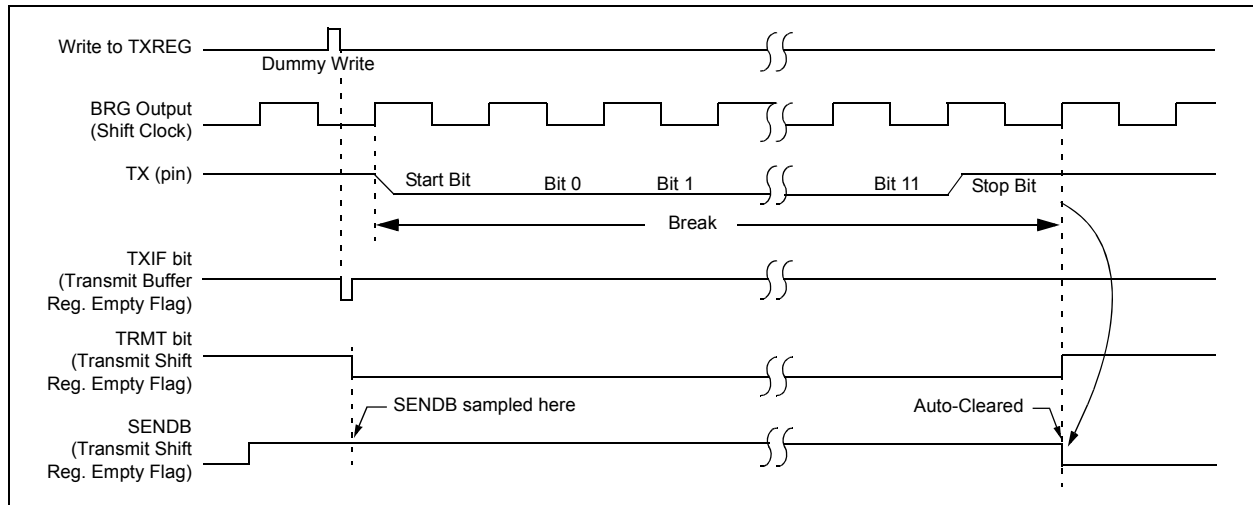 Write to TXREG
Dummy Write
BRG Output
(Shift Clock)
TX (pin)
Start Bit
Bit 0
Bit 1
Bit 11
Stop Bit
Break
TXIF bit
(Transmit Buffer
Reg. Empty Flag)
TRMT bit
(Transmit Shift
Reg. Empty Flag)
SENDB sampled here
Auto-Cleared
SENDB
(Transmit Shift
Reg. Empty Flag)